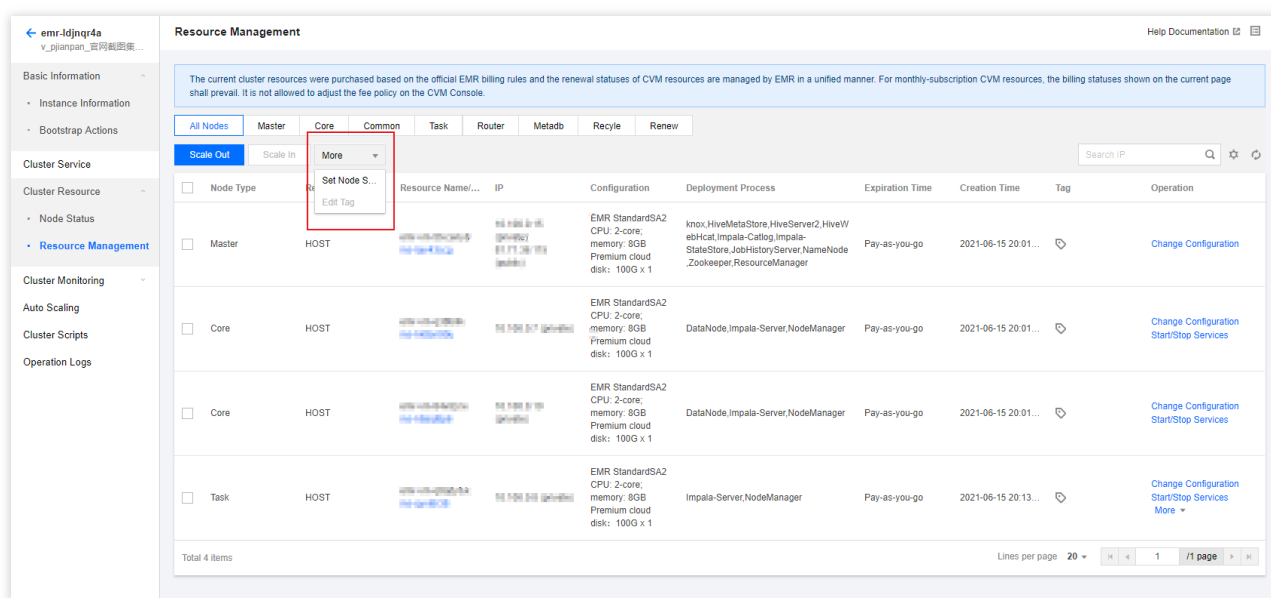 emr-ldjnqr4a
v_pjianpan_官网截图集...
Basic Information
Instance Information
Bootstrap Actions
Cluster Service
Cluster Resource
Node Status
Resource Management
Cluster Monitoring
Auto Scaling
Cluster Scripts
Operation Logs
Resource Management
Help Documentation
The current cluster resources were purchased based on the official EMR billing rules and the renewal statuses of CVM resources are managed by EMR in a unified manner. For monthly-subscription CVM resources, the billing statuses shown on the current page
shall prevail. It is not allowed to adjust the fee policy on the CVM Console.
All Nodes Master Core Common Task Router Metadb Recyle Renew
Scale Out Scale In More Search IP
Set Node S...
Edit Tag
Node Type Re Resource Name/... IP Configuration Deployment Process Expiration Time Creation Time Tag Operation
Master HOST
EMR StandardSA2
CPU: 2-core;
memory: 8GB
Premium cloud
disk: 100G x 1
knox,HiveMetaStore,HiveServer2,HiveW
ebHcat,Impala-Catlog,Impala-
StateStore,JobHistoryServer,NameNode
,Zookeeper,ResourceManager
Pay-as-you-go 2021-06-15 20:01... Change Configuration
Core HOST
EMR StandardSA2
CPU: 2-core;
memory: 8GB
Premium cloud
disk: 100G x 1
DataNode,Impala-Server,NodeManager Pay-as-you-go 2021-06-15 20:01...
Change Configuration
Start/Stop Services
Core HOST
EMR StandardSA2
CPU: 2-core;
memory: 8GB
Premium cloud
disk: 100G x 1
DataNode,Impala-Server,NodeManager Pay-as-you-go 2021-06-15 20:01...
Change Configuration
Start/Stop Services
Task HOST
EMR StandardSA2
CPU: 2-core;
memory: 8GB
Premium cloud
disk: 100G x 1
Impala-Server,NodeManager Pay-as-you-go 2021-06-15 20:13...
Change Configuration
Start/Stop Services
More
Total 4 items Lines per page 20 1 /1 page